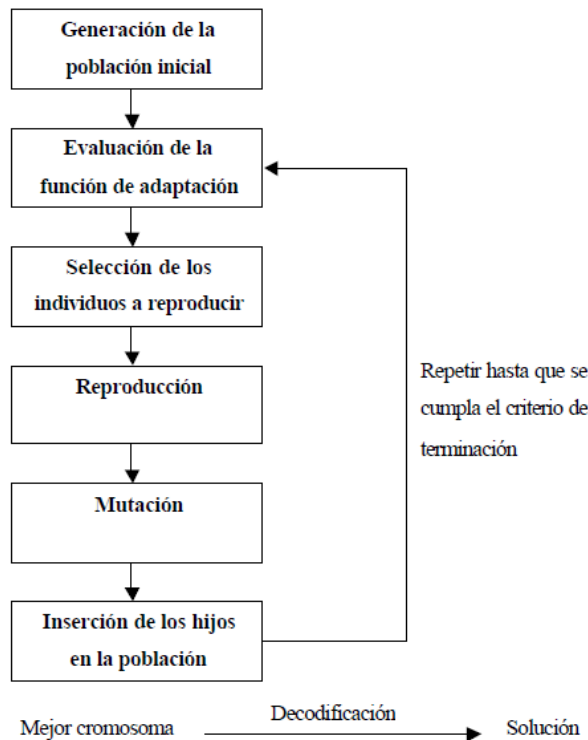 Generación de la
población inicial
Evaluación de la
función de adaptación
Selección de los
individuos a reproducir
Reproducción
Mutación
Inserción de los hijos
en la población
Repetir hasta que se
cumpla el criterio de
terminación
Mejor cromosoma
Decodificación
Solución